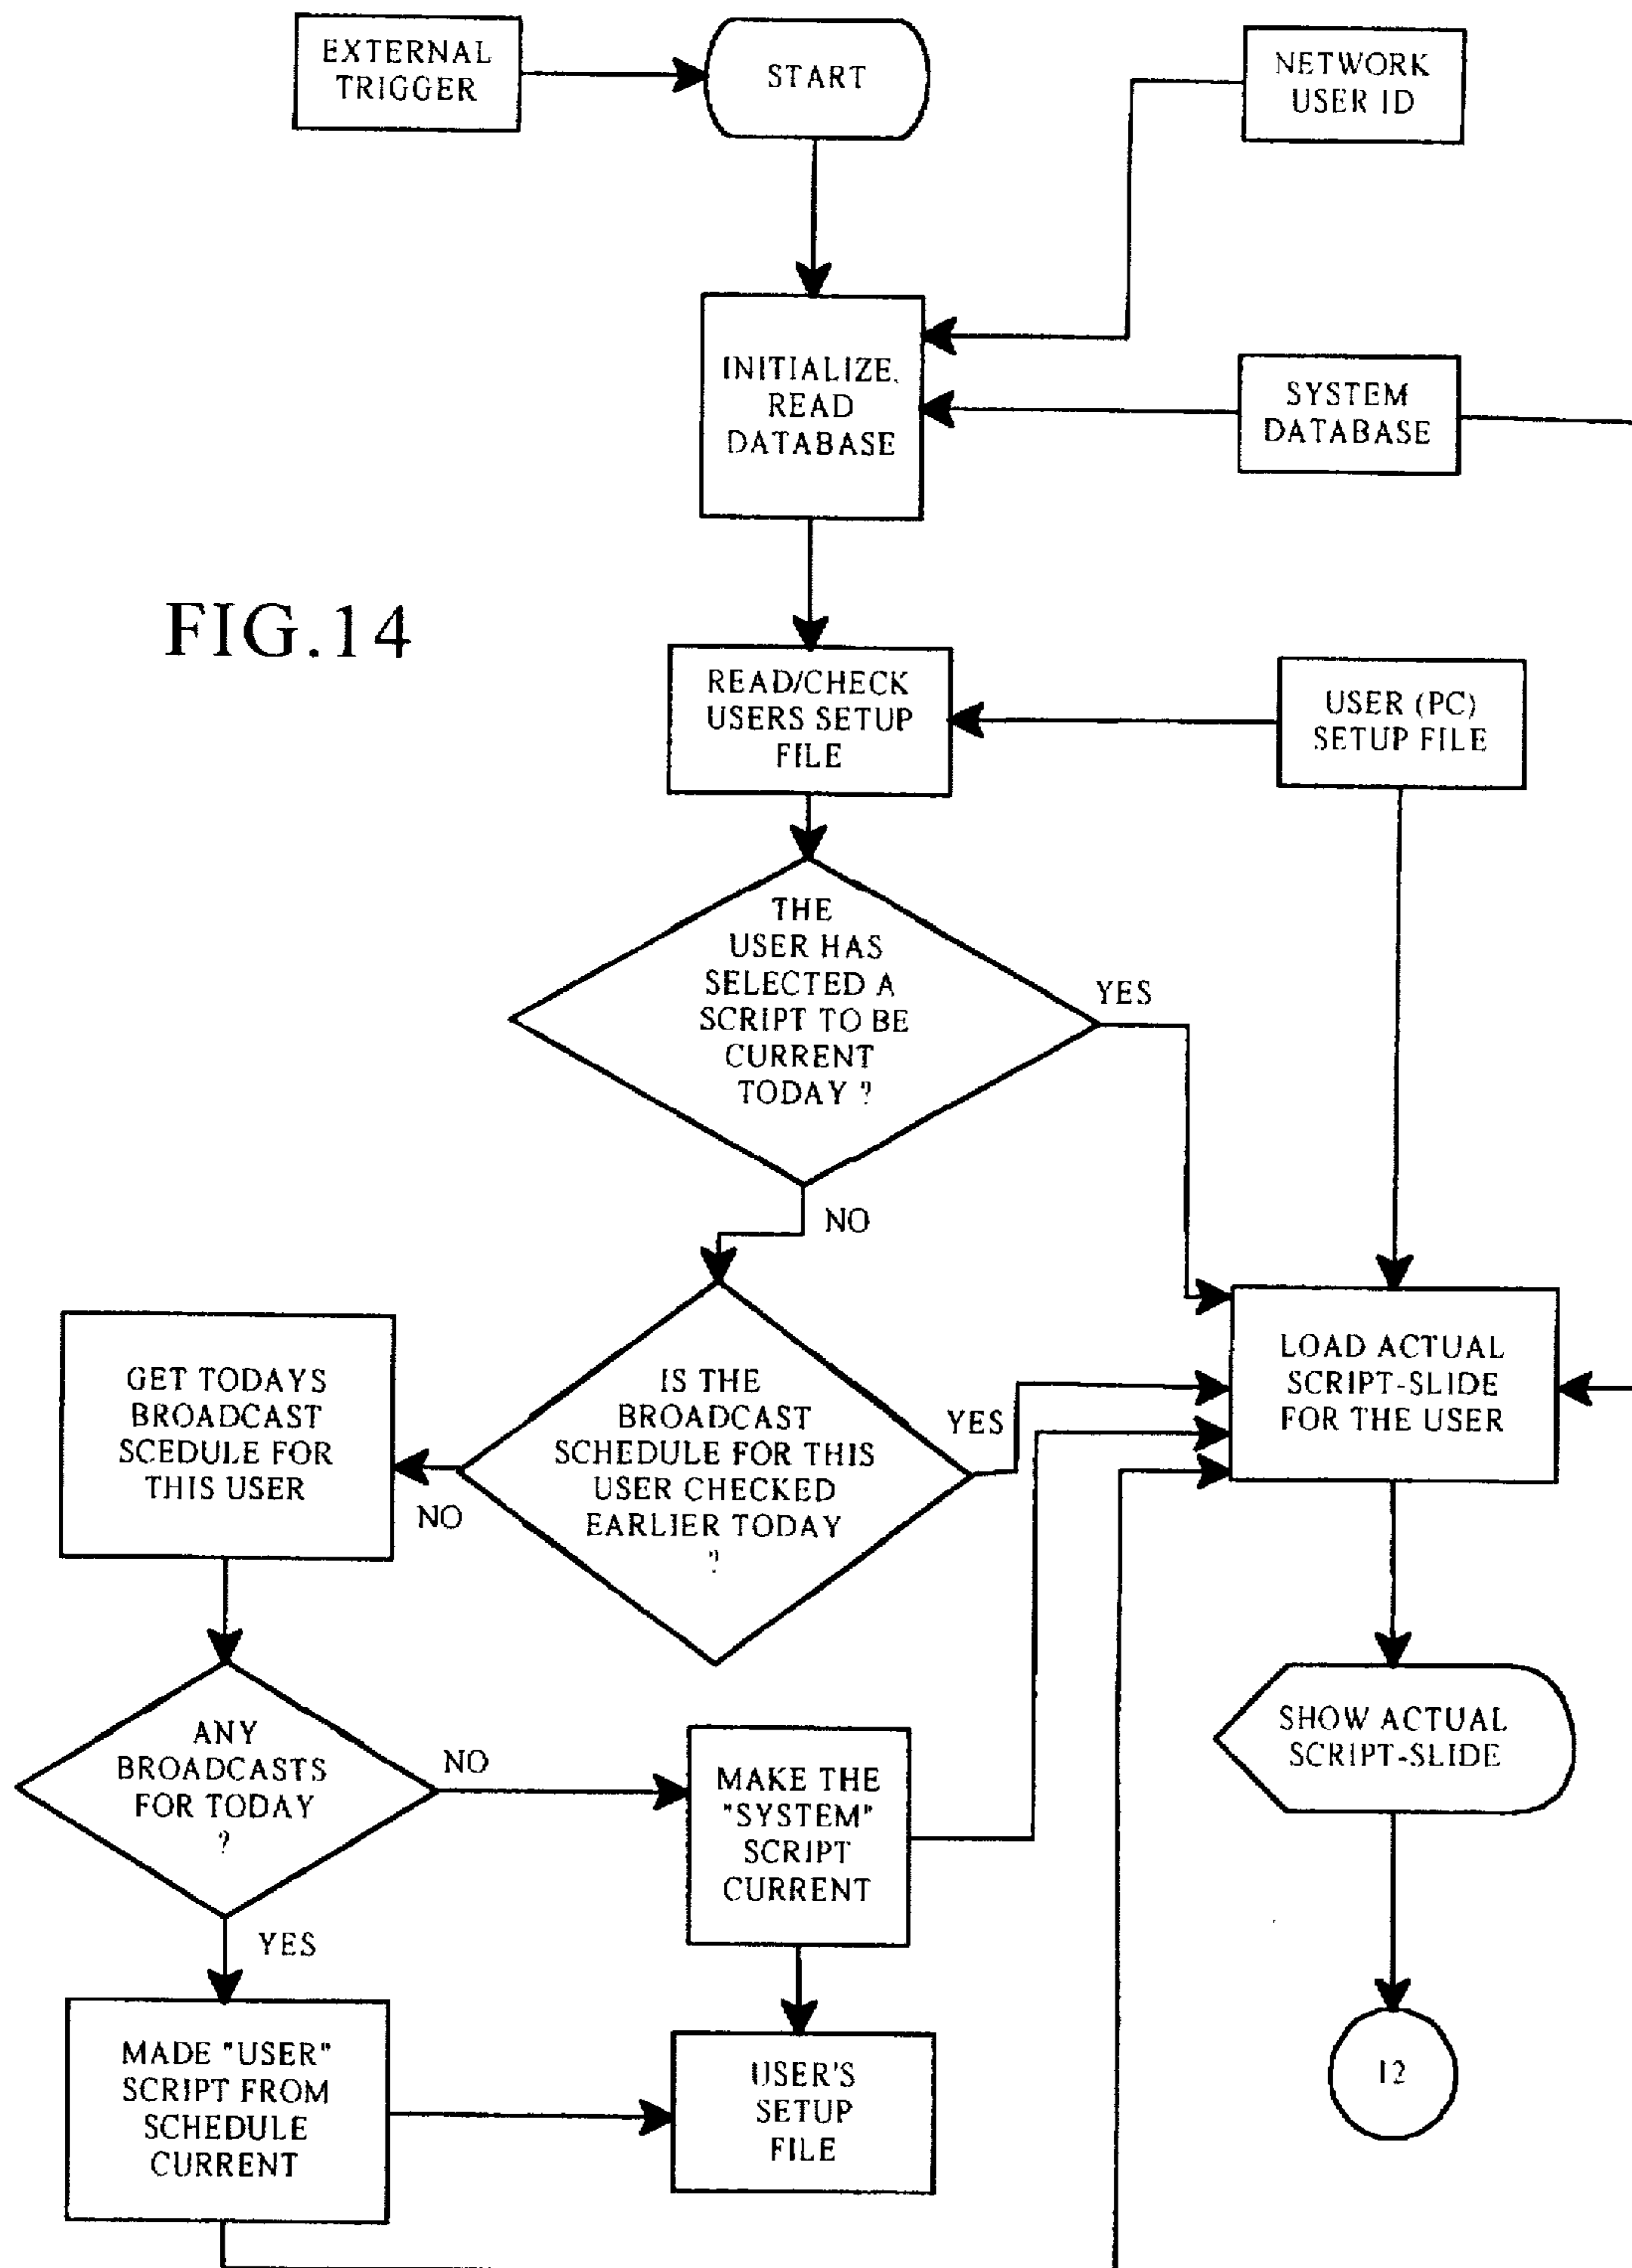 EXTERNAL
TRIGGER
START
NETWORK
USER ID
INITIALIZE,
READ
DATABASE
SYSTEM
DATABASE
FIG.14
READ/CHECK
USERS SETUP
FILE
USER (PC)
SETUP FILE
THE
USER HAS
SELECTED A
SCRIPT TO BE
CURRENT
TODAY ?
YES
NO
GET TODAYS
BROADCAST
SCEDULE FOR
THIS USER
NO
IS THE
BROADCAST
SCHEDULE FOR THIS
USER CHECKED
EARLIER TODAY
?
YES
LOAD ACTUAL
SCRIPT-SLIDE
FOR THE USER
ANY
BROADCASTS
FOR TODAY
?
NO
YES
MAKE THE
"SYSTEM"
SCRIPT
CURRENT
SHOW ACTUAL
SCRIPT-SLIDE
MADE "USER"
SCRIPT FROM
SCHEDULE
CURRENT
USER'S
SETUP
FILE
12